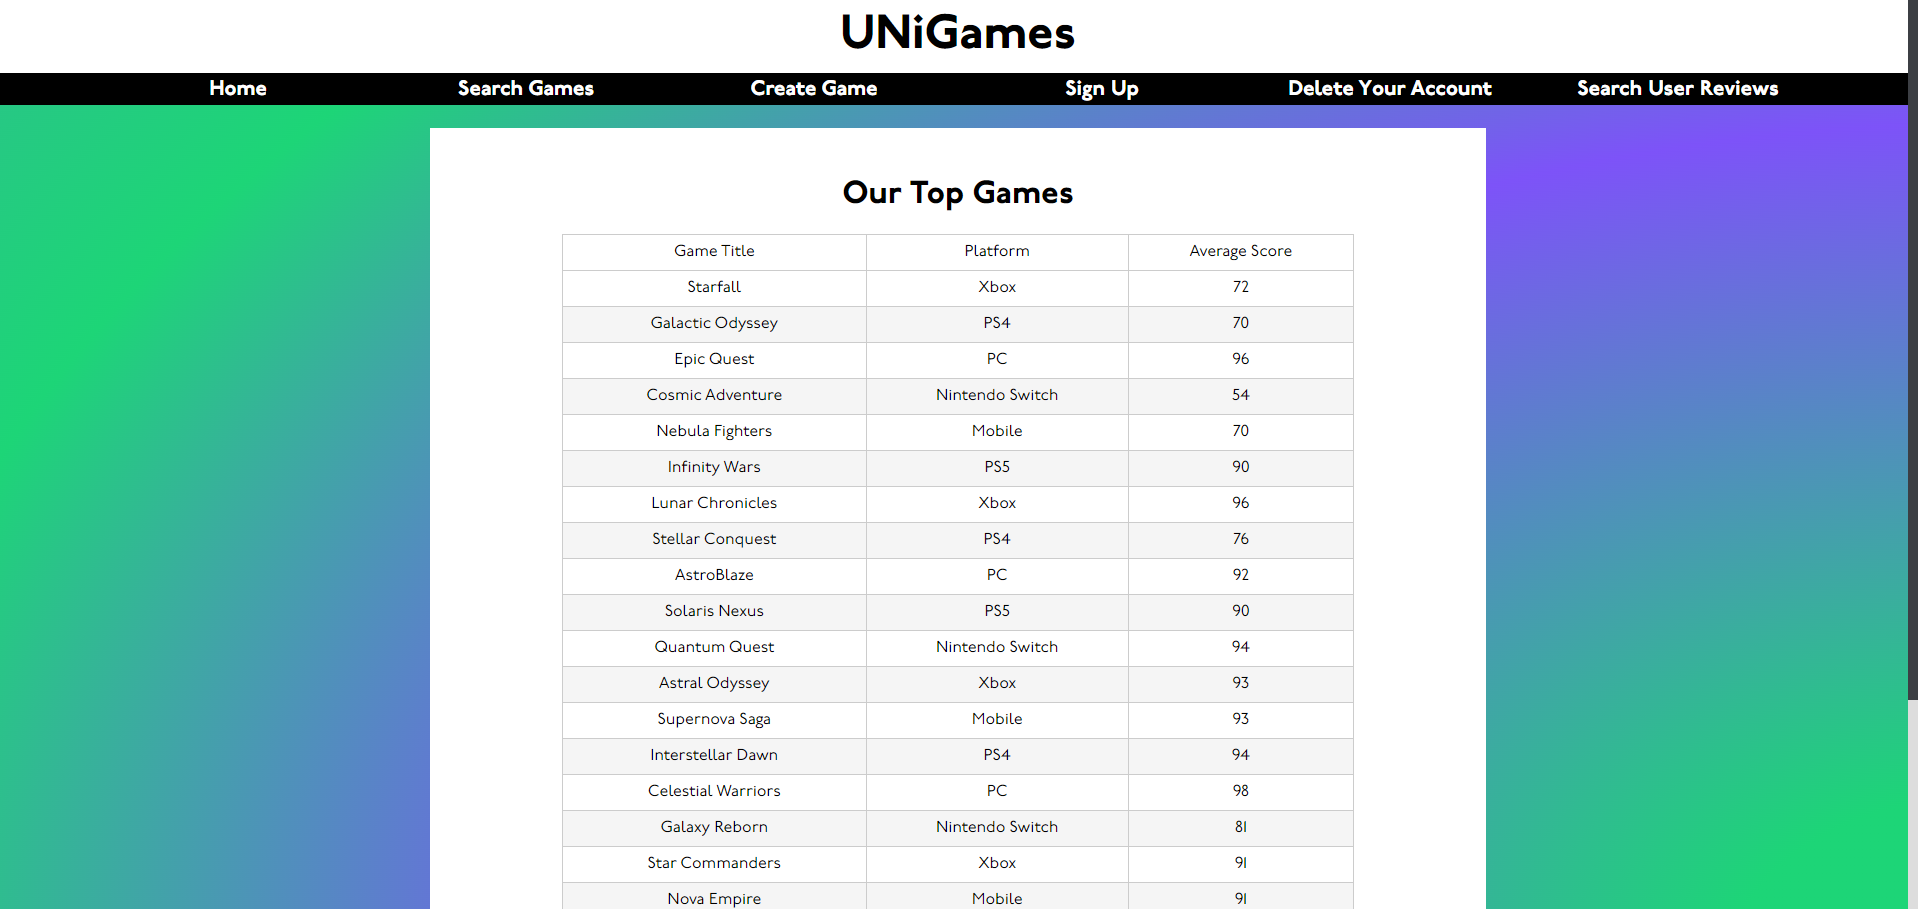 UNiGames
Home Search Games Create Game Sign Up Delete Your Account Search User Reviews
Our Top Games
Game Title Platform Average Score
Starfall Xbox 72
Galactic Odyssey PS4 70
Epic Quest PC 96
Cosmic Adventure Nintendo Switch 54
Nebula Fighters Mobile 70
Infinity Wars PS5 90
Lunar Chronicles Xbox 96
Stellar Conquest PS4 76
AstroBlaze PC 92
Solaris Nexus PS5 90
Quantum Quest Nintendo Switch 94
Astral Odyssey Xbox 93
Supernova Saga Mobile 93
Interstellar Dawn PS4 94
Celestial Warriors PC 98
Galaxy Reborn Nintendo Switch 81
Star Commanders Xbox 91
Nova Empire Mobile 91